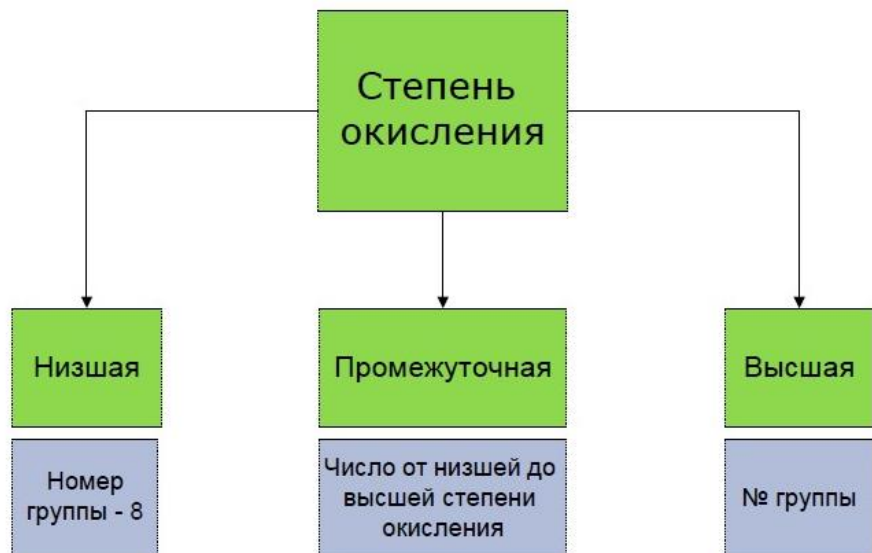 Степень
окисления
Низшая
Промежуточная
Высшая
Номер
группы - 8
Число от низшей до
высшей степени
окисления
№ группы